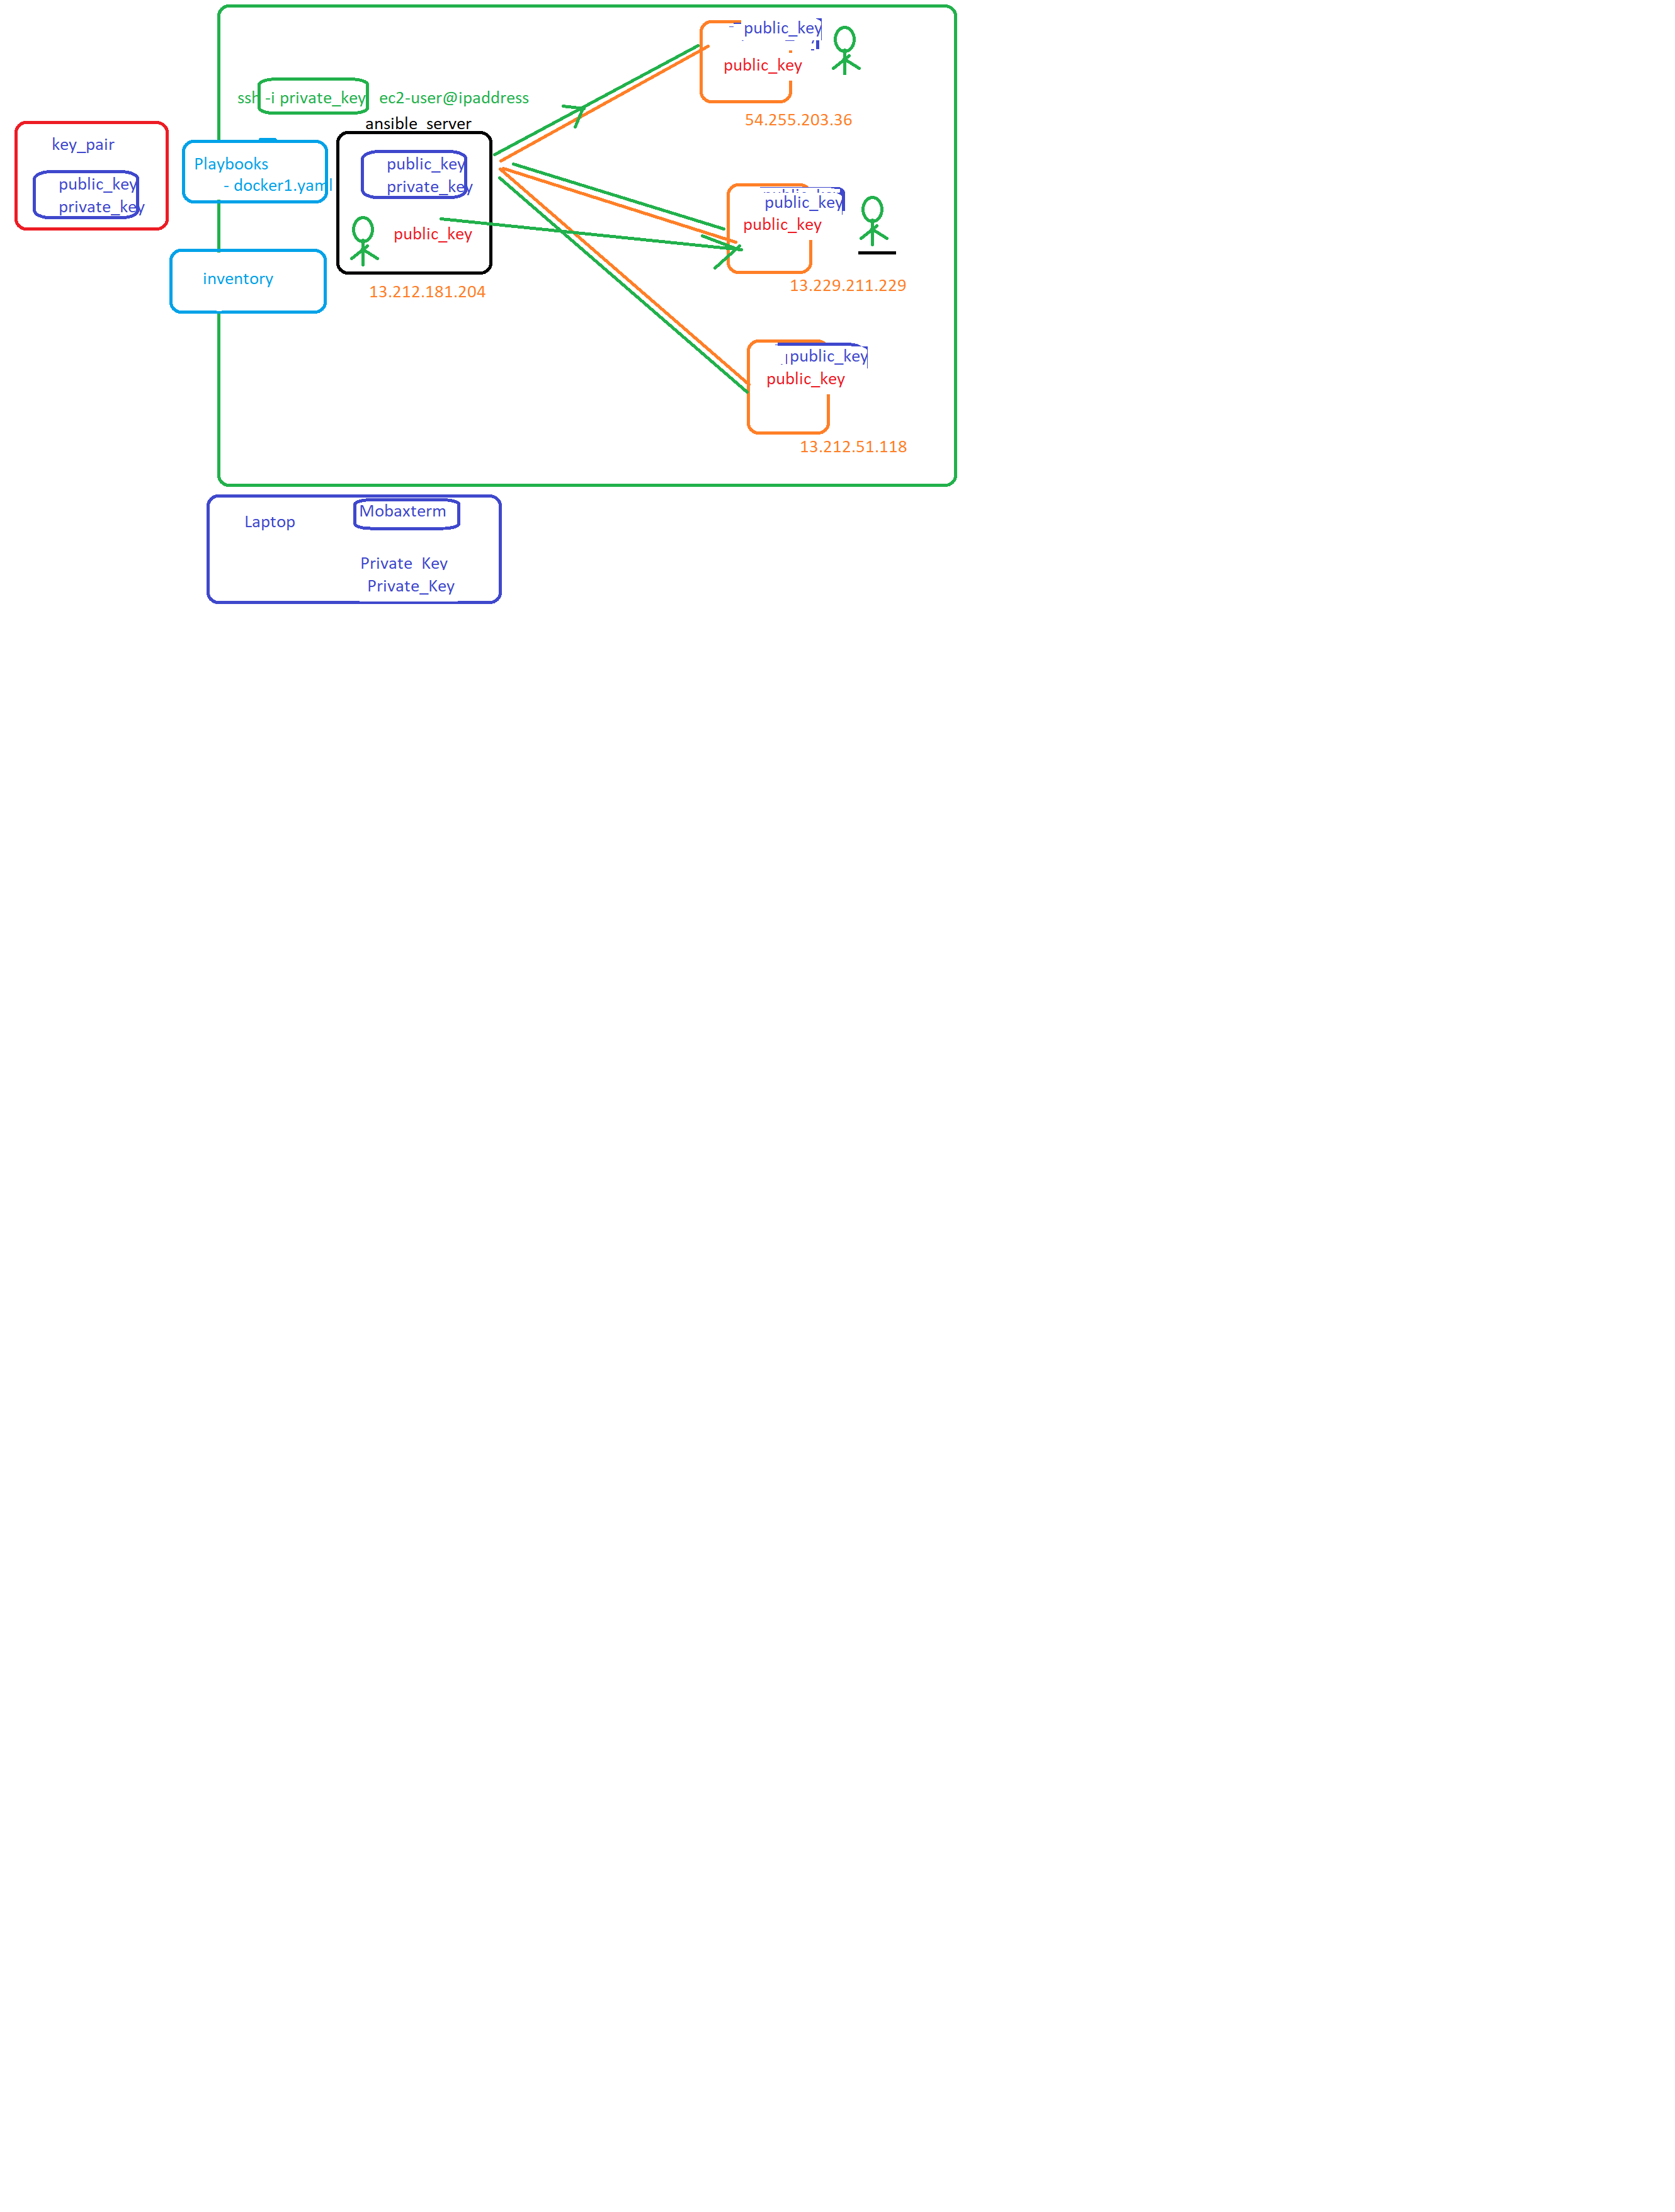 public_key
public_key
54.255.203.36
ssh -i private_key ec2-user@ipaddress
ansible_server
key_pair
public_key
private_key
Playbooks
- docker1.yaml
public_key
private_key
public_key
13.212.181.204
inventory
public_key
public_key
13.229.211.229
public_key
public_key
13.212.51.118
Laptop
Mobaxterm
Private_Key
Private_Key